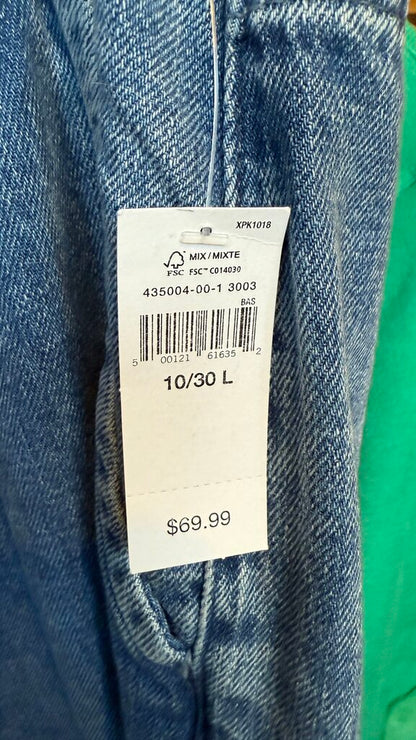 XPK1018
MIX / MIXTE
FSC FSC™ C014030
435004-00-1 3003
BAS
5 00121 61635 2
10/30 L
$69.99